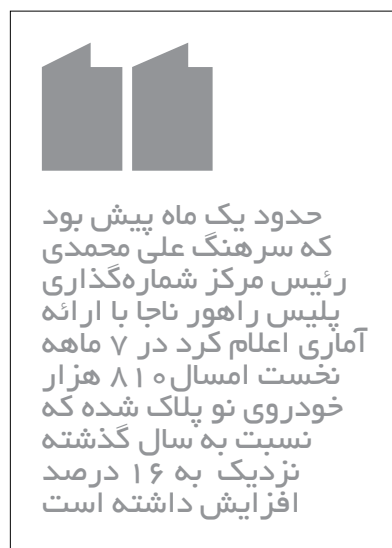 حدود یک ماه پیش بود
که سرهنگ علی محمدی
رئیس مرکز شماره‌گذاری
پلیس راهور ناجا با ارائه
آماری اعلام کرد در ۷ ماهه
نخست امسال۸۱۰ هزار
خودروی نو پلاک شده که
نسبت به سال گذشته
نزدیک به ۱۶ درصد
افزایش داشته است